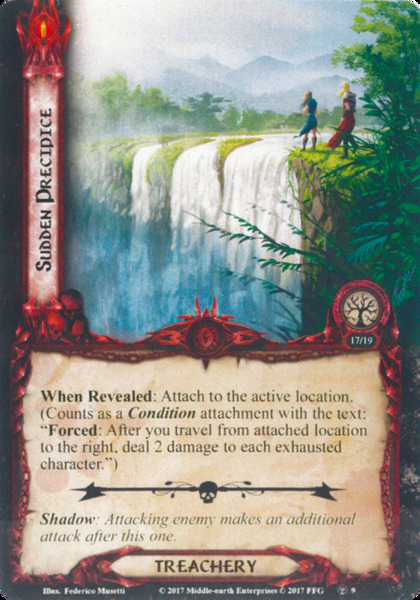 SUDDEN PRECIPICE
17/19
When Revealed: Attach to the active location.
(Counts as a Condition attachment with the text:
“Forced: After you travel from attached location
to the right, deal 2 damage to each exhausted
character.”)
Shadow: Attacking enemy makes an additional
attack after this one.
TREACHERY
Illus. Federico Musetti © 2017 Middle-earth Enterprises © 2017 FFG 9